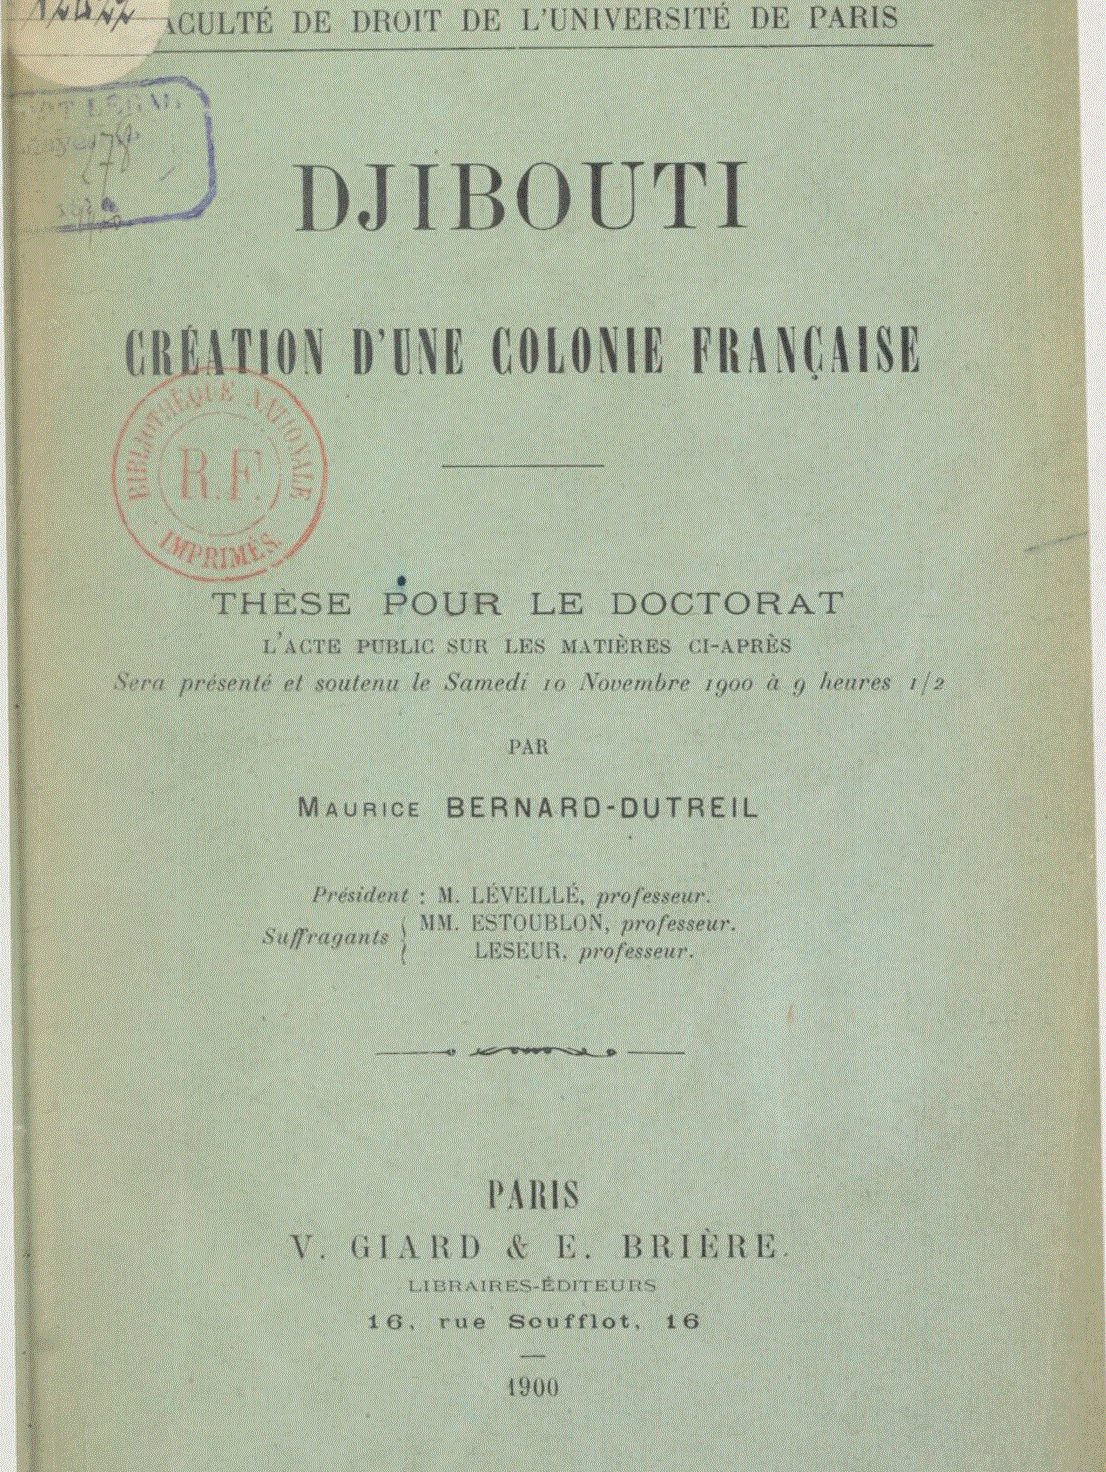 FACULTÉ DE DROIT DE L'UNIVERSITÉ DE PARIS
DJIBOUTI
CRÉATION D'UNE COLONIE FRANÇAISE
BIBLIOTHÈQUE NATIONALE
R.F.
IMPRIMÉS.
THÈSE POUR LE DOCTORAT
L'ACTE PUBLIC SUR LES MATIÈRES CI-APRÈS
Sera présenté et soutenu le Samedi 10 Novembre 1900 à 9 heures 1/2
PAR
MAURICE BERNARD-DUTREIL
Président : M. LÉVEILLÉ, professeur.
Suffragants { MM. ESTOUBLON, professeur.
LESEUR, professeur.
PARIS
V. GIARD & E. BRIÈRE.
LIBRAIRES-ÉDITEURS
16, rue Soufflot, 16
1900